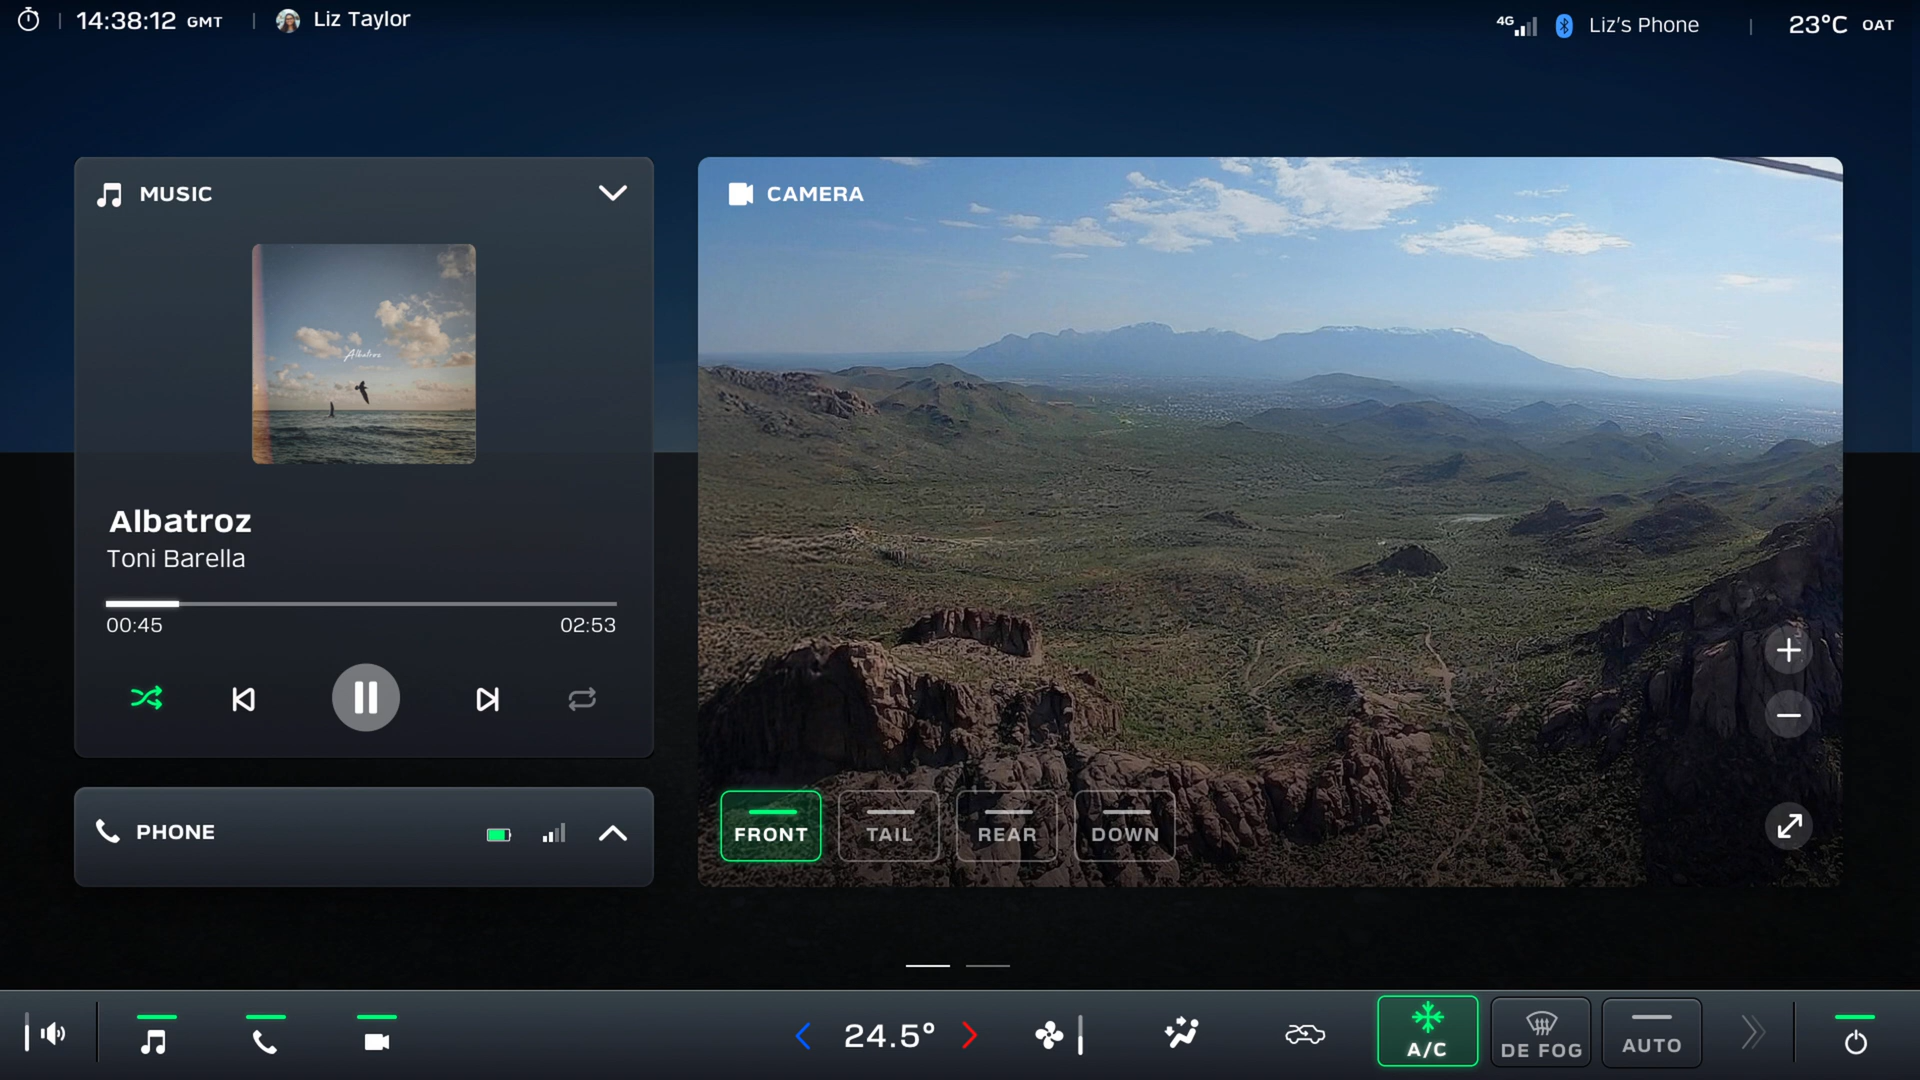 14:38:12 GMT
Liz Taylor
4G
Liz's Phone
23°C OAT
MUSIC
Albatroz
Albatroz
Toni Barella
00:45
02:53
PHONE
CAMERA
FRONT
TAIL
REAR
DOWN
24.5°
A/C
DE FOG
AUTO